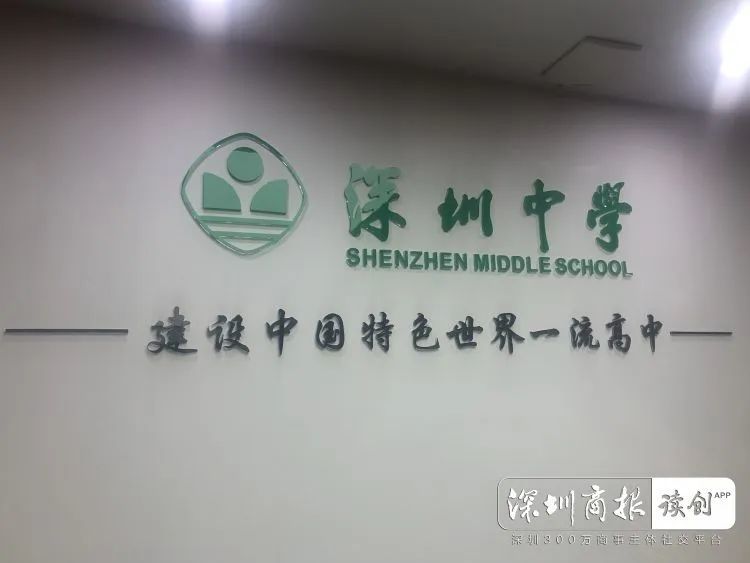 深圳中學
SHENZHEN MIDDLE SCHOOL
建设中国特色世界一流高中
深圳商报 读创 APP
深圳300万商事主体社交平台